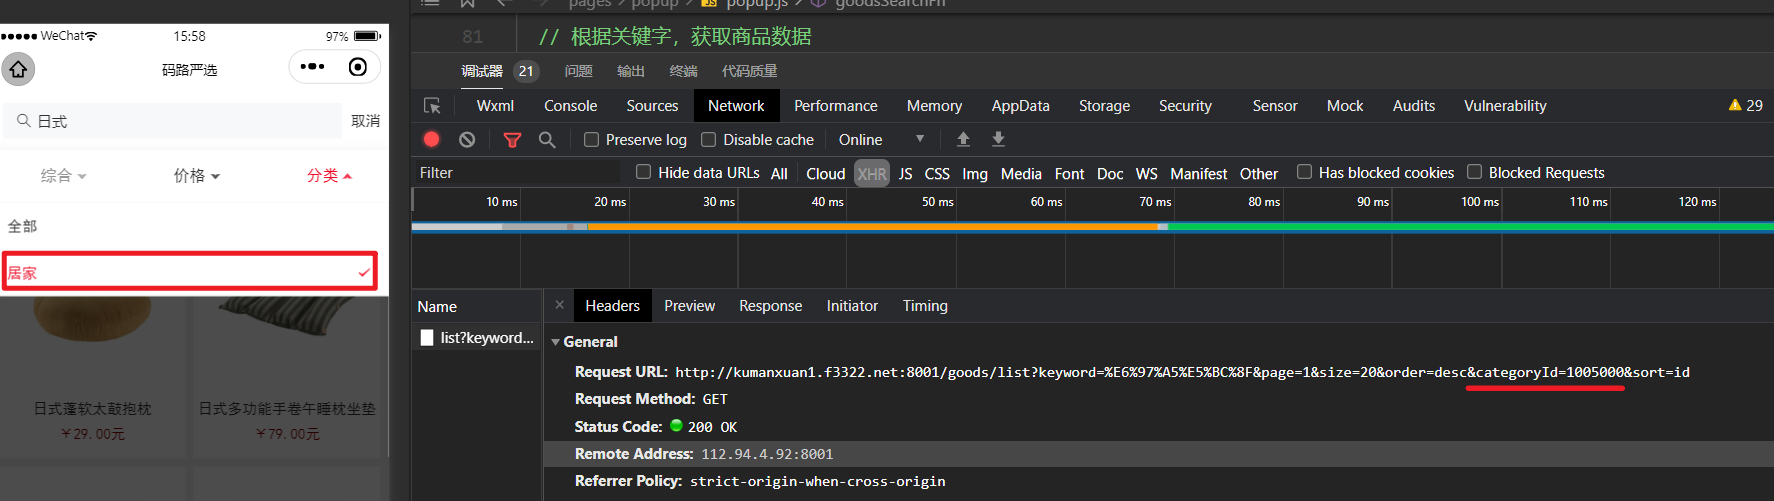 WeChat 15:58 97%
码路严选
日式 取消
综合 价格 分类
全部
居家
日式蓬软太鼓抱枕 日式多功能手卷午睡枕坐垫
￥29.00元 ￥79.00元
pages › popup › popup.js › goodsSearchFn
81 // 根据关键字，获取商品数据
调试器 21 问题 输出 终端 代码质量
Wxml Console Sources Network Performance Memory AppData Storage Security Sensor Mock Audits Vulnerability 29
Preserve log Disable cache Online
Filter Hide data URLs All Cloud XHR JS CSS Img Media Font Doc WS Manifest Other Has blocked cookies Blocked Requests
10 ms 20 ms 30 ms 40 ms 50 ms 60 ms 70 ms 80 ms 90 ms 100 ms 110 ms 120 ms
Name × Headers Preview Response Initiator Timing
list?keyword...
General
Request URL: http://kumanxuan1.f3322.net:8001/goods/list?keyword=%E6%97%A5%E5%BC%8F&page=1&size=20&order=desc&categoryId=1005000&sort=id
Request Method: GET
Status Code: 200 OK
Remote Address: 112.94.4.92:8001
Referrer Policy: strict-origin-when-cross-origin